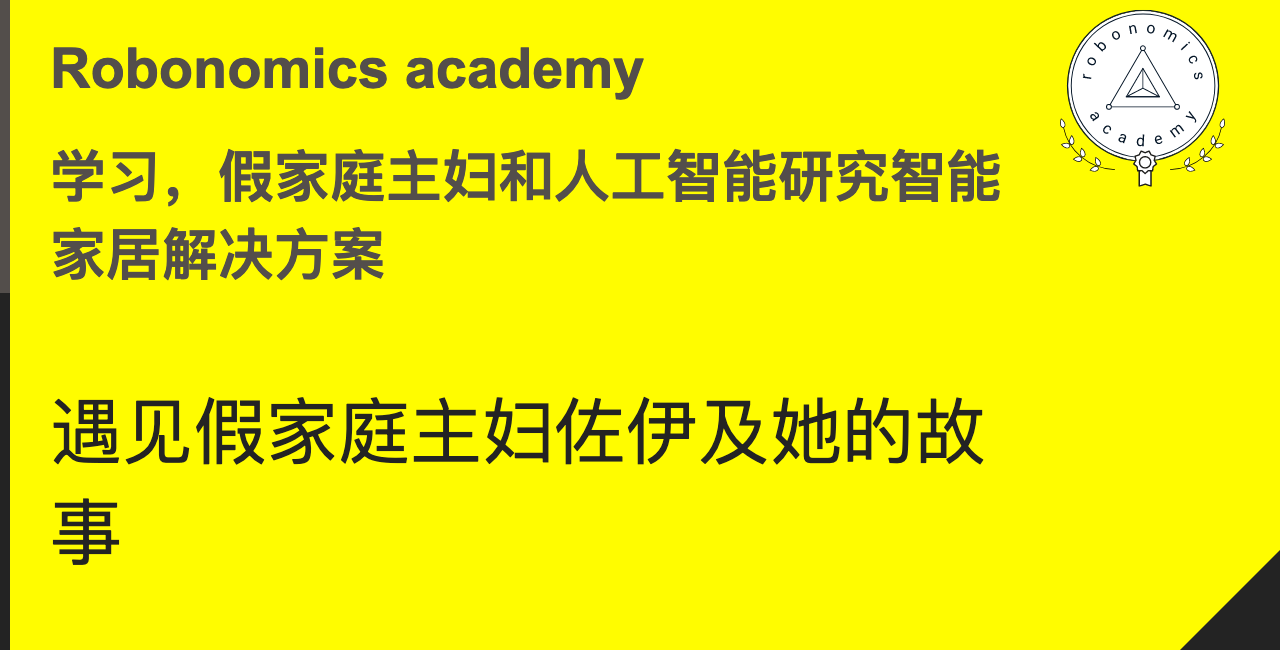 Robonomics academy
robonomics
academy
学习，假家庭主妇和人工智能研究智能
家居解决方案
遇见假家庭主妇佐伊及她的故
事